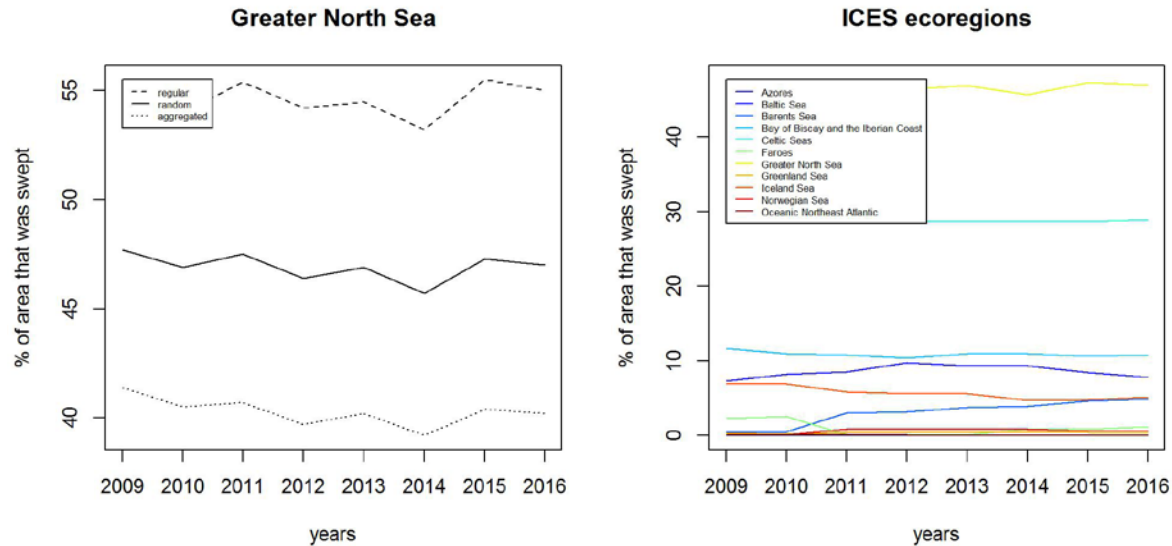 Greater North Sea
% of area that was swept
55
50
45
40
regular
random
aggregated
2009 2010 2011 2012 2013 2014 2015 2016
years
ICES ecoregions
% of area that was swept
40
30
20
10
0
Azores
Baltic Sea
Barents Sea
Bay of Biscay and the Iberian Coast
Celtic Seas
Faroes
Greater North Sea
Greenland Sea
Iceland Sea
Norwegian Sea
Oceanic Northeast Atlantic
2009 2010 2011 2012 2013 2014 2015 2016
years